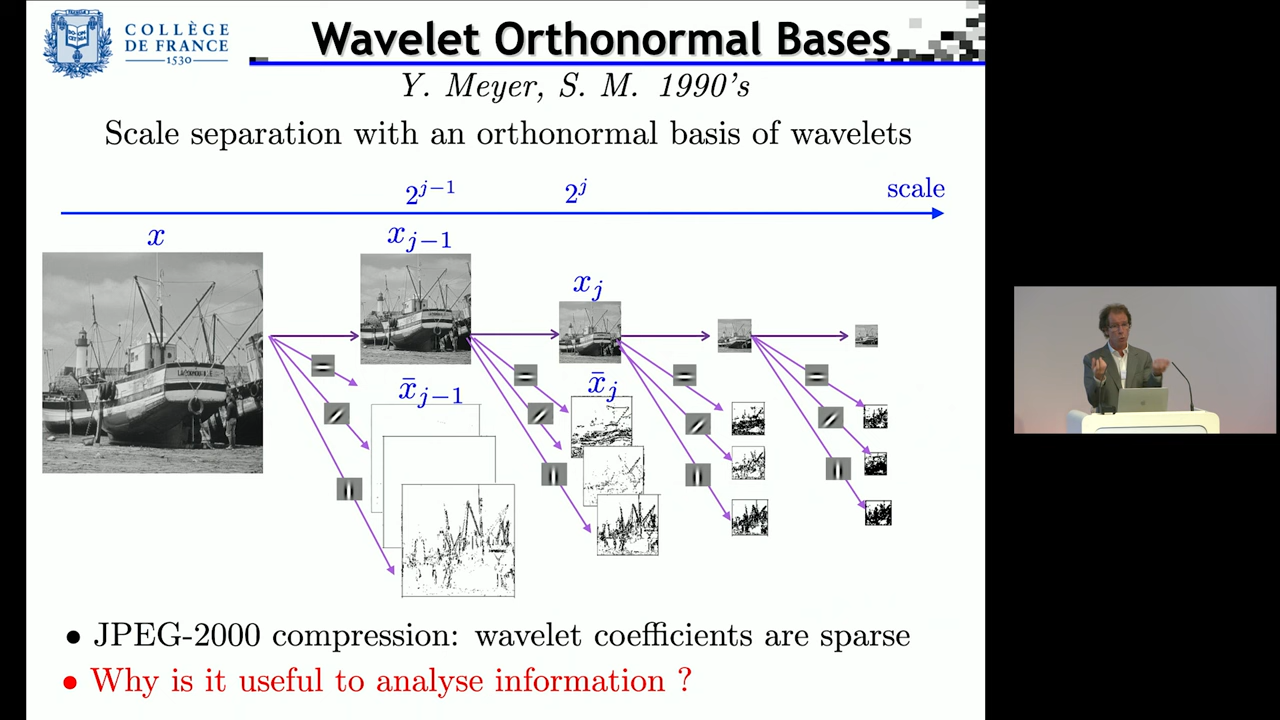 COLLÈGE
DE FRANCE
1530
Wavelet Orthonormal Bases
Y. Meyer, S. M. 1990's
Scale separation with an orthonormal basis of wavelets
2^{j-1} 2^j scale
x x_{j-1} x_j
x̄_{j-1} x̄_j
• JPEG-2000 compression: wavelet coefficients are sparse
• Why is it useful to analyse information ?